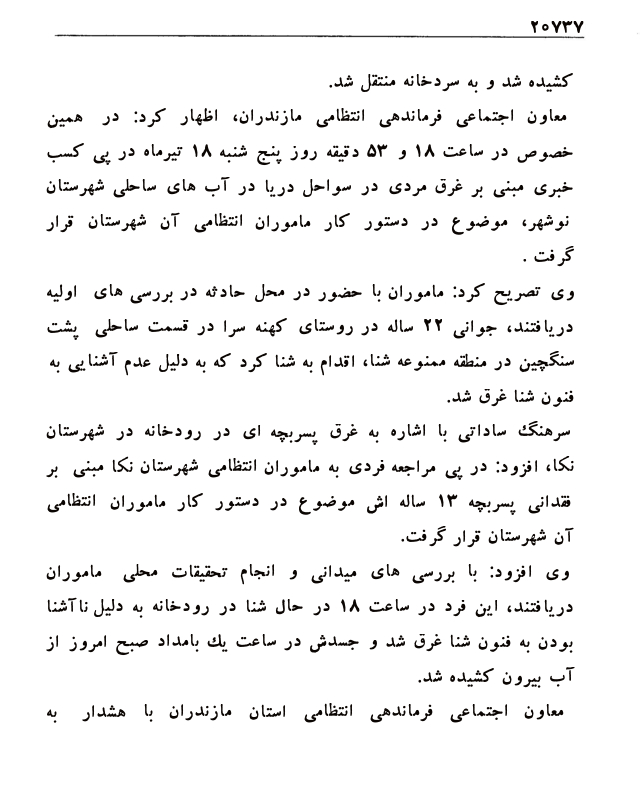 ۲۰۷۳۷
کشیده شد و به سردخانه منتقل شد.
معاون اجتماعی فرماندهی انتظامی مازندران، اظهار کرد: در همین
خصوص در ساعت ۱۸ و ۵۳ دقیقه روز پنج شنبه ۱۸ تیرماه در پی کسب
خبری مبنی بر غرق مردی در سواحل دریا در آب های ساحلی شهرستان
نوشهر، موضوع در دستور کار ماموران انتظامی آن شهرستان قرار
گرفت .
وی تصریح کرد: ماموران با حضور در محل حادثه در بررسی های اولیه
دریافتند، جوانی ۲۲ ساله در روستای کهنه سرا در قسمت ساحلی پشت
سنگچین در منطقه ممنوعه شنا، اقدام به شنا کرد که به دلیل عدم آشنایی به
فنون شنا غرق شد.
سرهنگ ساداتی با اشاره به غرق پسربچه ای در رودخانه در شهرستان
نکا، افزود: در پی مراجعه فردی به ماموران انتظامی شهرستان نکا مبنی بر
فقدانی پسربچه ۱۳ ساله اش موضوع در دستور کار ماموران انتظامی
آن شهرستان قرار گرفت.
وی افزود: با بررسی های میدانی و انجام تحقیقات محلی ماموران
دریافتند، این فرد در ساعت ۱۸ در حال شنا در رودخانه به دلیل ناآشنا
بودن به فنون شنا غرق شد و جسدش در ساعت یك بامداد صبح امروز از
آب بیرون کشیده شد.
معاون اجتماعی فرماندهی انتظامی استان مازندران با هشدار به